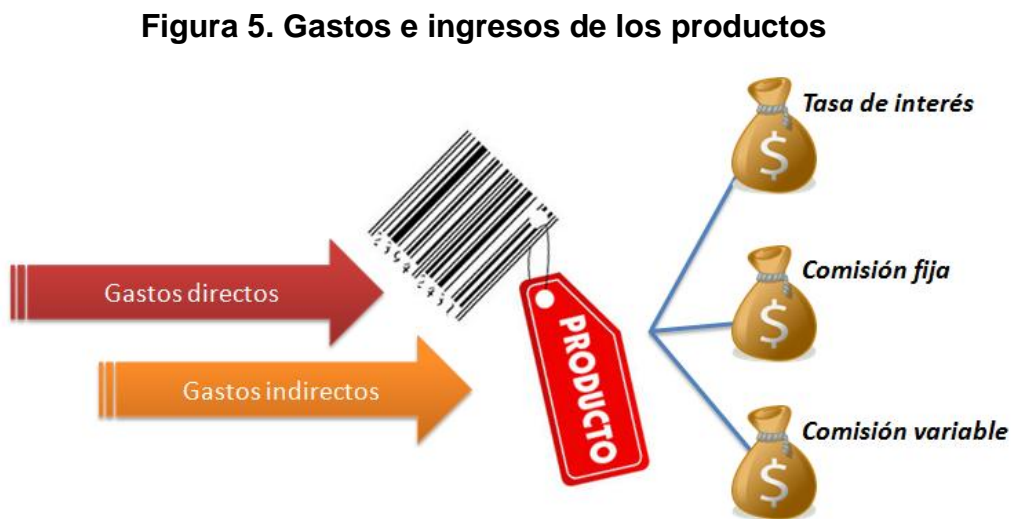 Figura 5. Gastos e ingresos de los productos
Tasa de interés
Gastos directos
Comisión fija
PRODUCTO
Gastos indirectos
Comisión variable
$
$
$